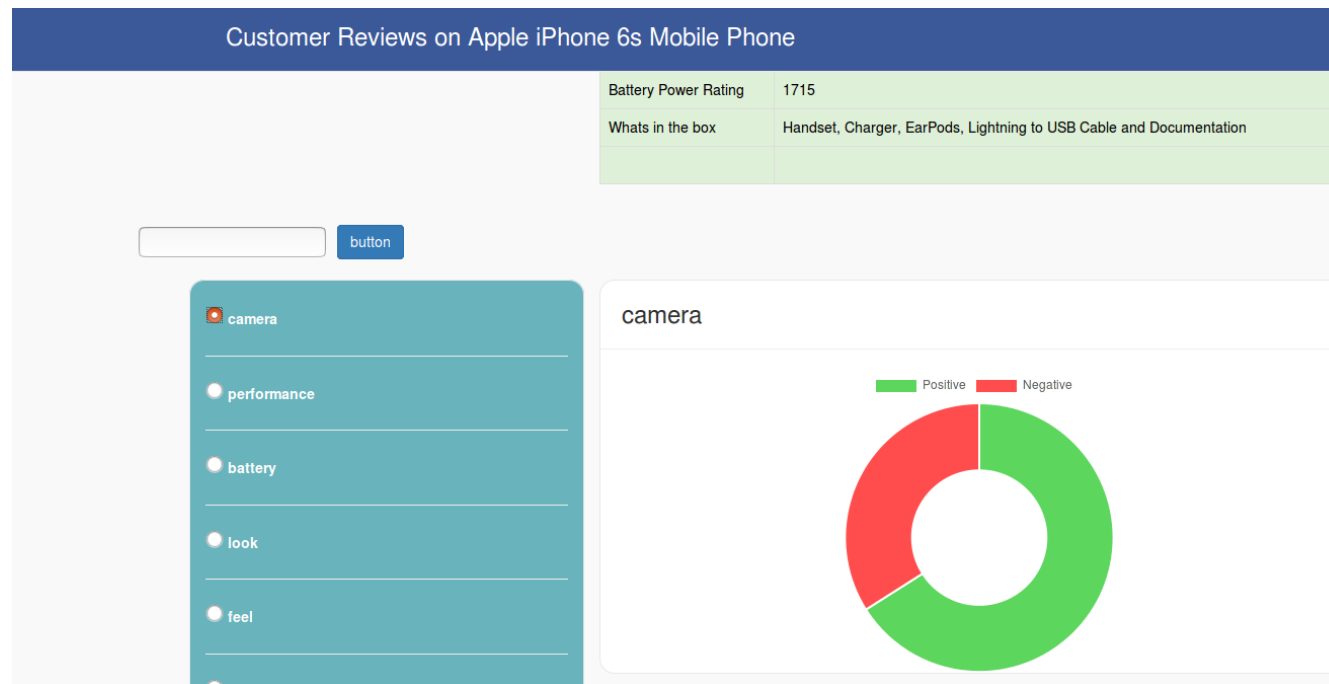 Customer Reviews on Apple iPhone 6s Mobile Phone
Battery Power Rating 1715
Whats in the box Handset, Charger, EarPods, Lightning to USB Cable and Documentation
button
camera
performance
battery
look
feel
camera
Positive Negative